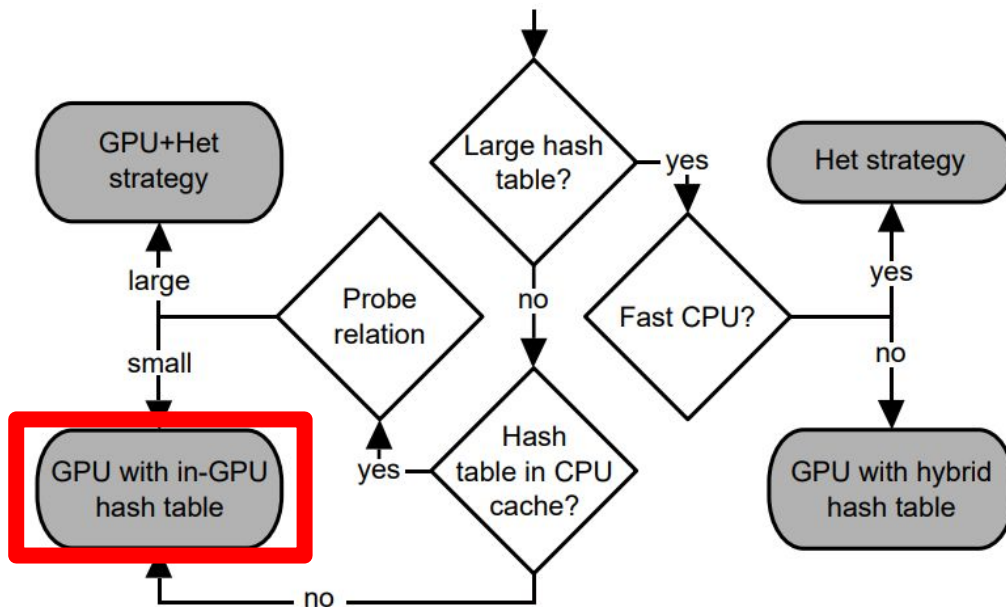 GPU+Het
strategy
Large hash
table?
yes
Het strategy
large
Probe
relation
no
Fast CPU?
yes
small
no
GPU with in-GPU
hash table
yes
Hash
table in CPU
cache?
GPU with hybrid
hash table
no